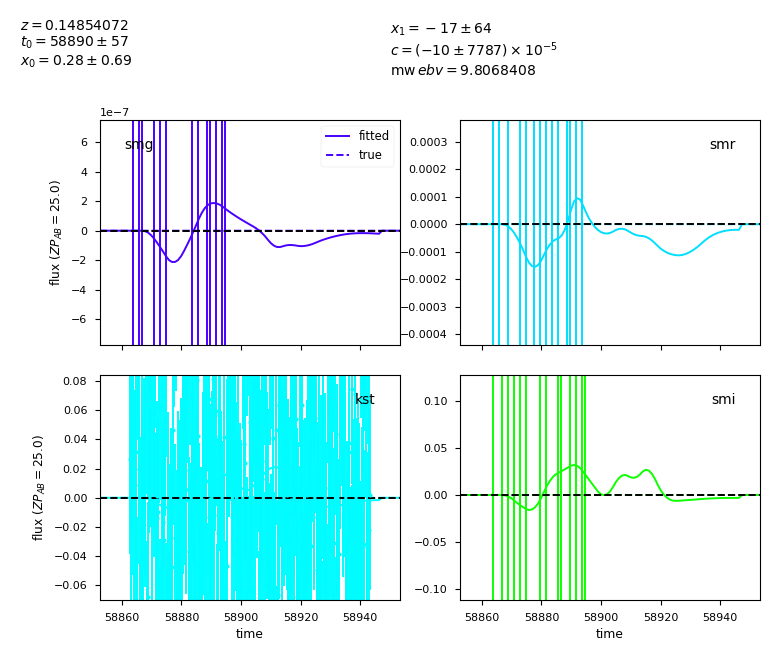 z = 0.14854072
t₀ = 58890 ± 57
x₀ = 0.28 ± 0.69
x₁ = −17 ± 64
c = (−10 ± 7787) × 10⁻⁵
mw ebv = 9.8068408
1e−7
smg
fitted
true
6
4
2
0
−2
−4
−6
flux (ZP_AB = 25.0)
smr
0.0003
0.0002
0.0001
0.0000
−0.0001
−0.0002
−0.0003
−0.0004
kst
0.08
0.06
0.04
0.02
0.00
−0.02
−0.04
−0.06
flux (ZP_AB = 25.0)
58860 58880 58900 58920 58940
time
smi
0.10
0.05
0.00
−0.05
−0.10
58860 58880 58900 58920 58940
time